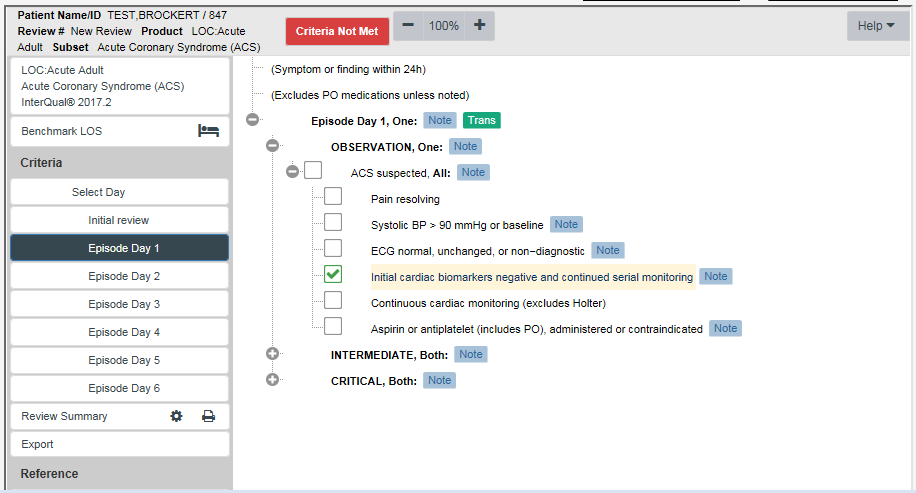 Patient Name/ID TEST,BROCKERT / 847
Review # New Review Product LOC:Acute
Adult Subset Acute Coronary Syndrome (ACS)
Criteria Not Met
100%
Help
LOC:Acute Adult
Acute Coronary Syndrome (ACS)
InterQual® 2017.2
Benchmark LOS
Criteria
Select Day
Initial review
Episode Day 1
Episode Day 2
Episode Day 3
Episode Day 4
Episode Day 5
Episode Day 6
Review Summary
Export
Reference
(Symptom or finding within 24h)
(Excludes PO medications unless noted)
Episode Day 1, One: Note Trans
OBSERVATION, One: Note
ACS suspected, All: Note
Pain resolving
Systolic BP > 90 mmHg or baseline Note
ECG normal, unchanged, or non−diagnostic Note
Initial cardiac biomarkers negative and continued serial monitoring Note
Continuous cardiac monitoring (excludes Holter)
Aspirin or antiplatelet (includes PO), administered or contraindicated Note
INTERMEDIATE, Both: Note
CRITICAL, Both: Note